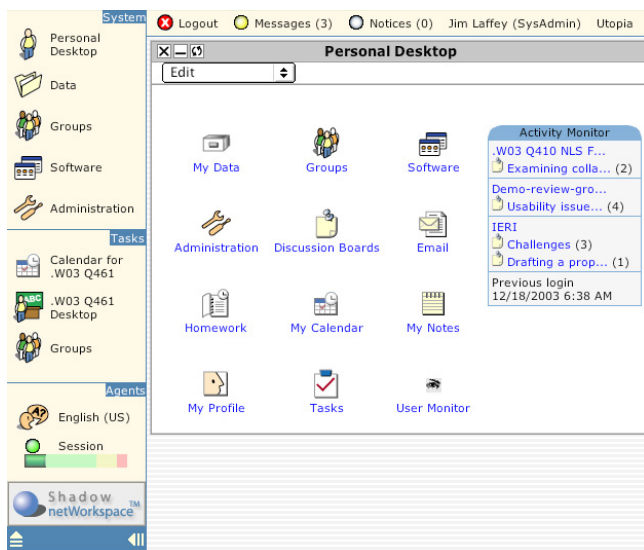 System
Personal
Desktop
Data
Groups
Software
Administration
Tasks
Calendar for
.W03 Q461
.W03 Q461
Desktop
Groups
Agents
English (US)
Session
Shadow
netWorkspace™
Logout Messages (3) Notices (0) Jim Laffey (SysAdmin) Utopia
Personal Desktop
Edit
My Data Groups Software
Administration Discussion Boards Email
Homework My Calendar My Notes
My Profile Tasks User Monitor
Activity Monitor
.W03 Q410 NLS F...
Examining colla... (2)
Demo-review-gro...
Usability issue... (4)
IERI
Challenges (3)
Drafting a prop... (1)
Previous login
12/18/2003 6:38 AM